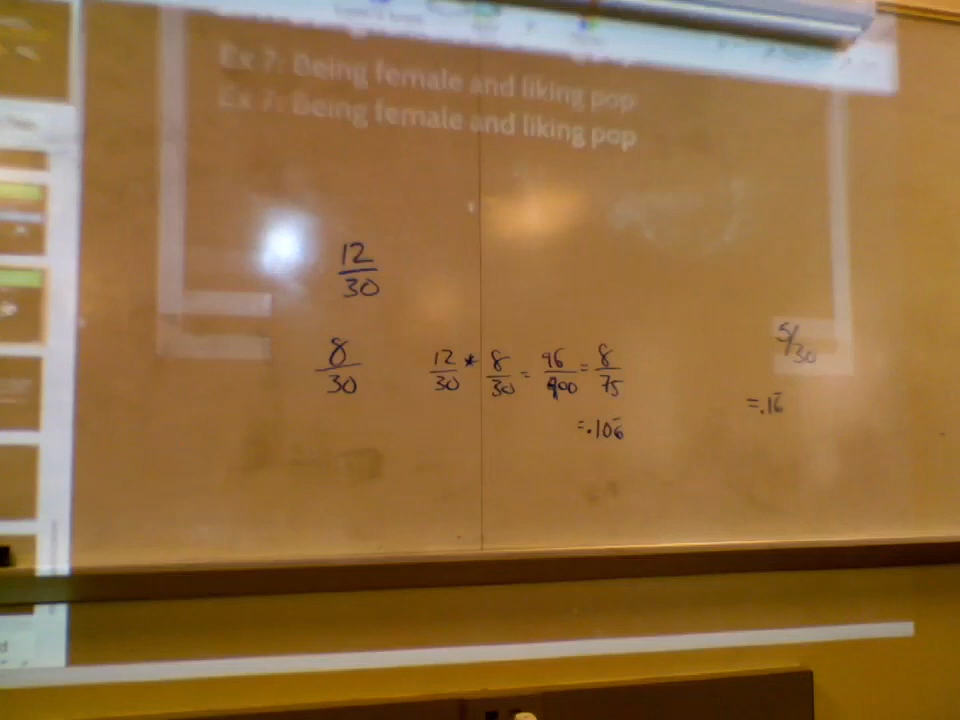 Ex 7: Being female and liking pop
Ex 7: Being female and liking pop
12/30
8/30
12/30 * 8/30 = 96/900 = 8/75
=.106̅
5/30
=.16̅